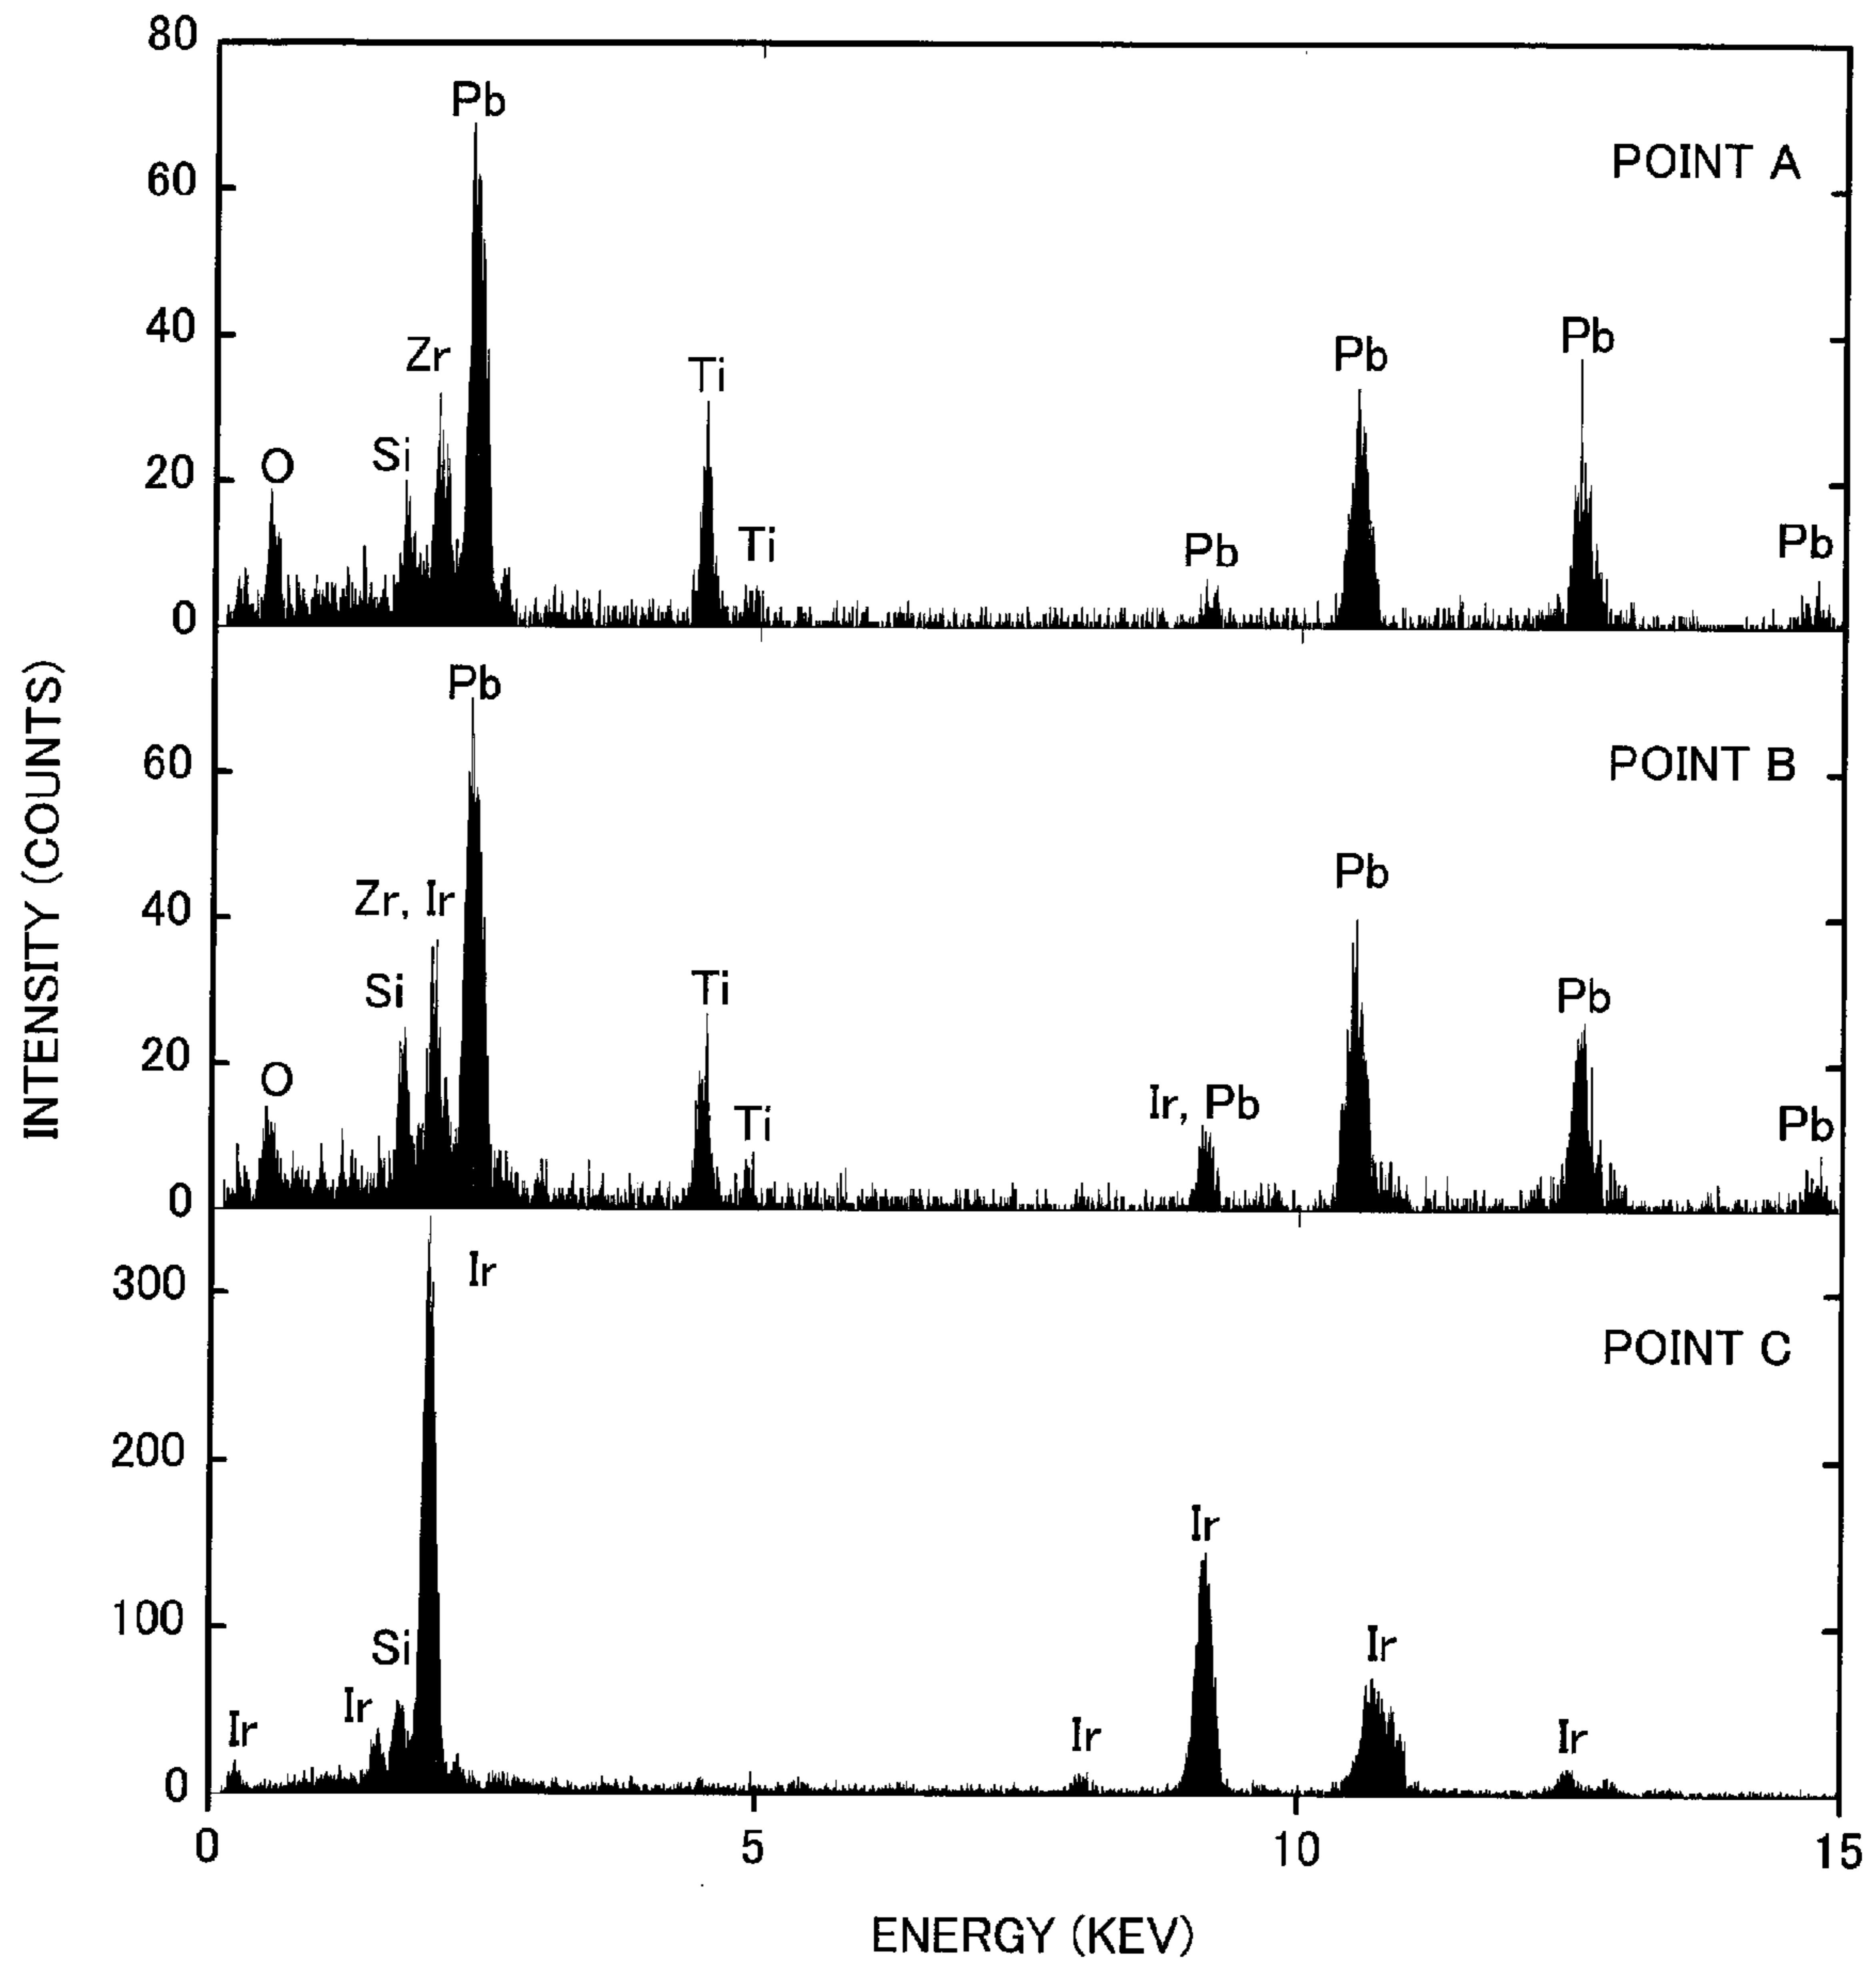 80
Pb
POINT A
60
40
Zr
Ti
Pb
Pb
Si
O
20
Ti
Pb
Pb
0
INTENSITY (COUNTS)
Pb
60
POINT B
40
Zr, Ir
Pb
Si
Ti
Pb
20
O
Ti
Ir, Pb
Pb
0
300
Ir
POINT C
200
Ir
100
Si
Ir
Ir
Ir
Ir
Ir
0
0
5
10
15
ENERGY (KEV)